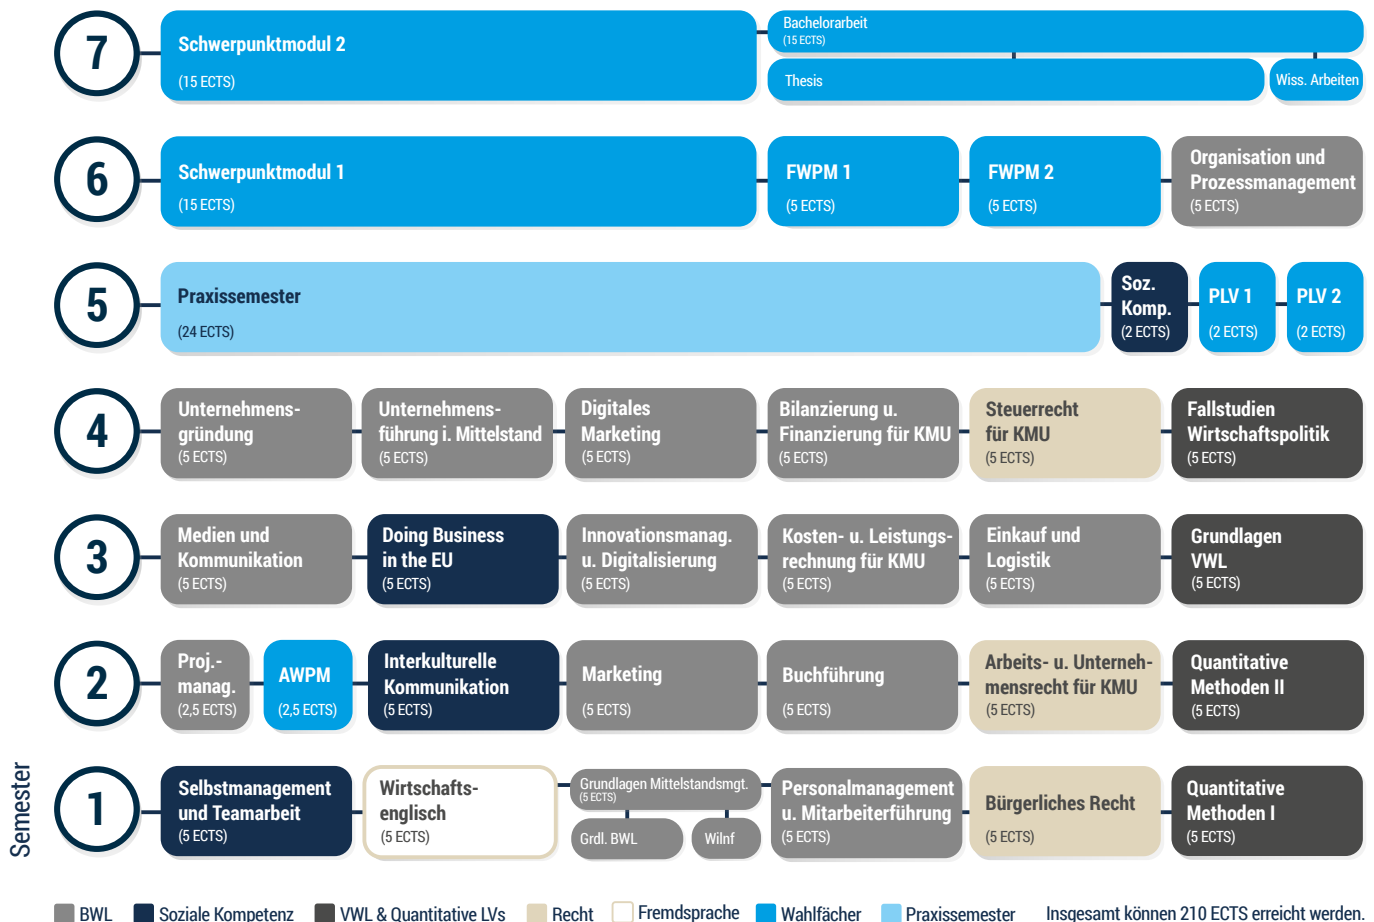 7
Schwerpunktmodul 2
(15 ECTS)
Bachelorarbeit
(15 ECTS)
Thesis
Wiss. Arbeiten
6
Schwerpunktmodul 1
(15 ECTS)
FWPM 1
(5 ECTS)
FWPM 2
(5 ECTS)
Organisation und
Prozessmanagement
(5 ECTS)
5
Praxissemester
(24 ECTS)
Soz.
Komp.
(2 ECTS)
PLV 1
(2 ECTS)
PLV 2
(2 ECTS)
4
Unternehmens-
gründung
(5 ECTS)
Unternehmens-
führung i. Mittelstand
(5 ECTS)
Digitales
Marketing
(5 ECTS)
Bilanzierung u.
Finanzierung für KMU
(5 ECTS)
Steuerrecht
für KMU
(5 ECTS)
Fallstudien
Wirtschaftspolitik
(5 ECTS)
3
Medien und
Kommunikation
(5 ECTS)
Doing Business
in the EU
(5 ECTS)
Innovationsmanag.
u. Digitalisierung
(5 ECTS)
Kosten- u. Leistungs-
rechnung für KMU
(5 ECTS)
Einkauf und
Logistik
(5 ECTS)
Grundlagen
VWL
(5 ECTS)
2
Proj.-
manag.
(2,5 ECTS)
AWPM
(2,5 ECTS)
Interkulturelle
Kommunikation
(5 ECTS)
Marketing
(5 ECTS)
Buchführung
(5 ECTS)
Arbeits- u. Unterneh-
mensrecht für KMU
(5 ECTS)
Quantitative
Methoden II
(5 ECTS)
Semester
1
Selbstmanagement
und Teamarbeit
(5 ECTS)
Wirtschafts-
englisch
(5 ECTS)
Grundlagen Mittelstandsmgt.
(5 ECTS)
Grdl. BWL
WiInf
Personalmanagement
u. Mitarbeiterführung
(5 ECTS)
Bürgerliches Recht
(5 ECTS)
Quantitative
Methoden I
(5 ECTS)
BWL
Soziale Kompetenz
VWL & Quantitative LVs
Recht
Fremdsprache
Wahlfächer
Praxissemester
Insgesamt können 210 ECTS erreicht werden.